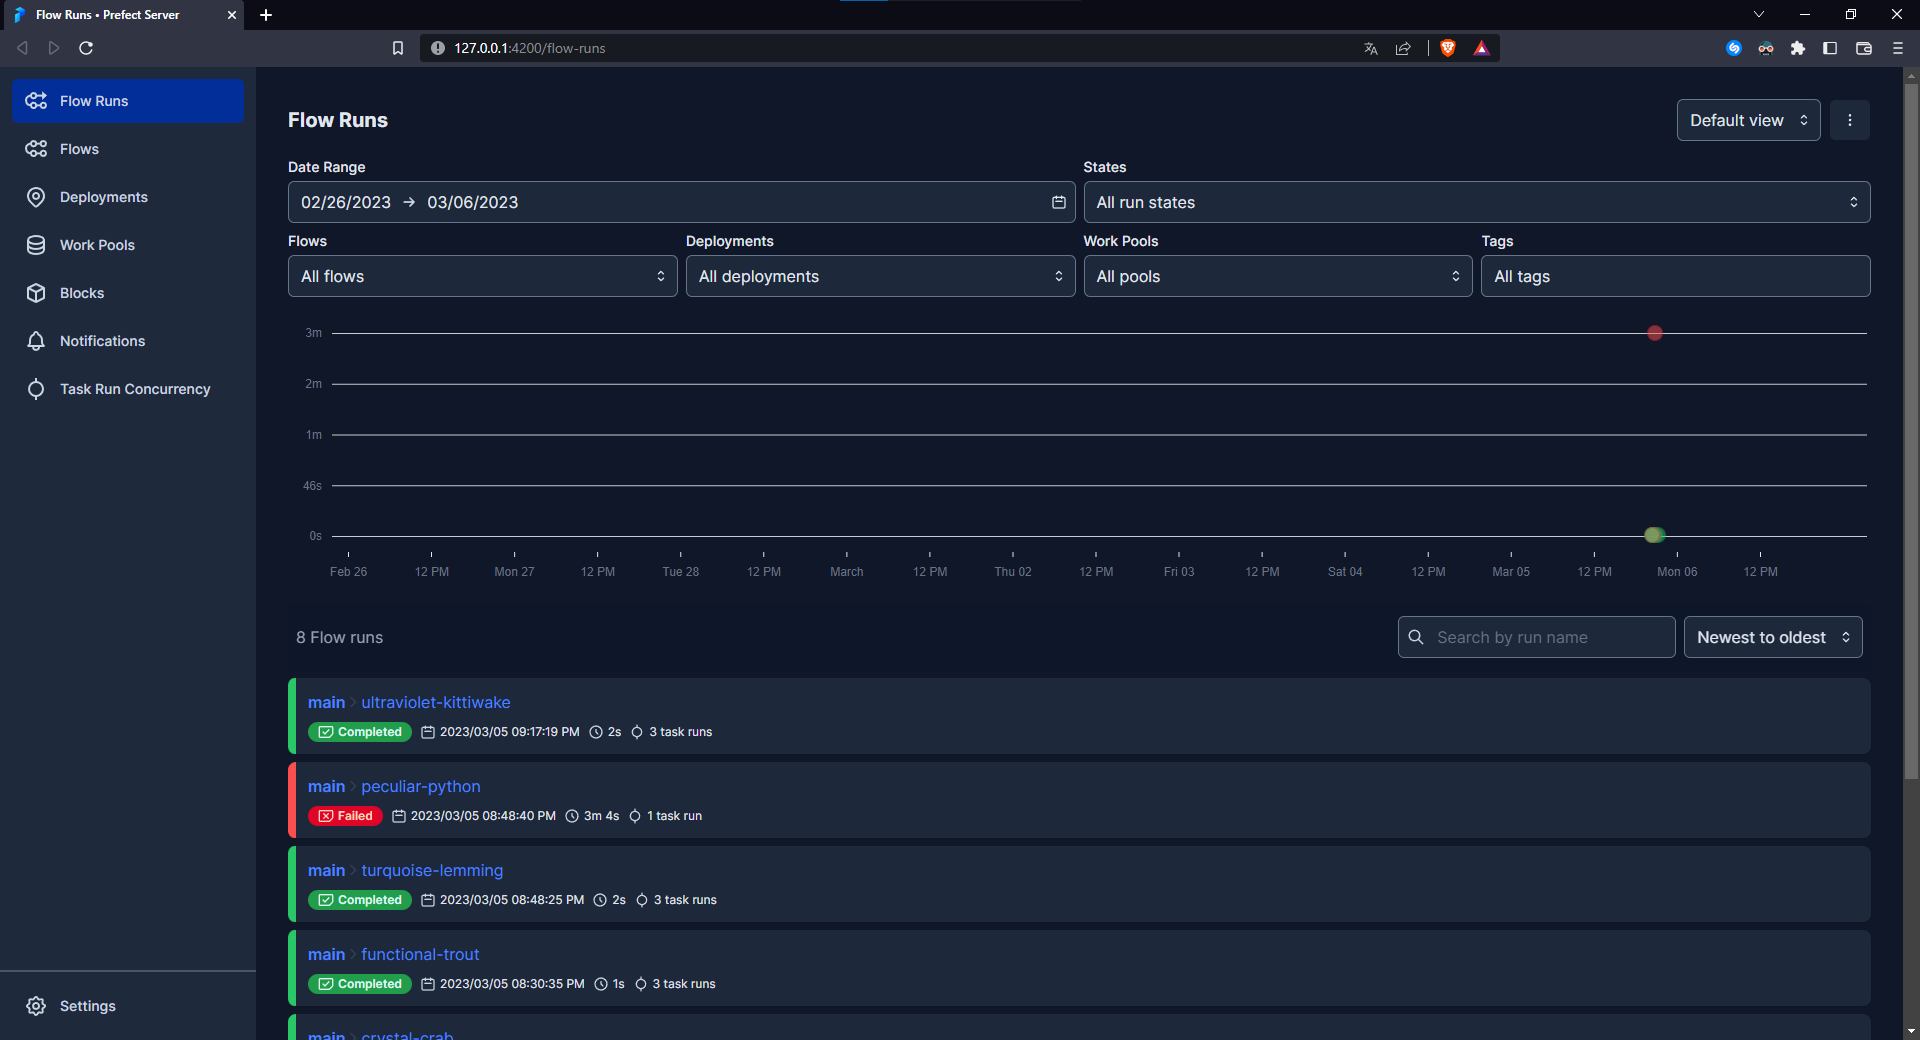 Flow Runs • Prefect Server
127.0.0.1:4200/flow-runs
Flow Runs
Flows
Deployments
Work Pools
Blocks
Notifications
Task Run Concurrency
Settings
Flow Runs
Default view
Date Range
States
02/26/2023 → 03/06/2023
All run states
Flows
Deployments
Work Pools
Tags
All flows
All deployments
All pools
All tags
3m
2m
1m
46s
0s
Feb 26 12 PM Mon 27 12 PM Tue 28 12 PM March 12 PM Thu 02 12 PM Fri 03 12 PM Sat 04 12 PM Mar 05 12 PM Mon 06 12 PM
8 Flow runs
Search by run name
Newest to oldest
main > ultraviolet-kittiwake
Completed 2023/03/05 09:17:19 PM 2s 3 task runs
main > peculiar-python
Failed 2023/03/05 08:48:40 PM 3m 4s 1 task run
main > turquoise-lemming
Completed 2023/03/05 08:48:25 PM 2s 3 task runs
main > functional-trout
Completed 2023/03/05 08:30:35 PM 1s 3 task runs
main > crystal-crab